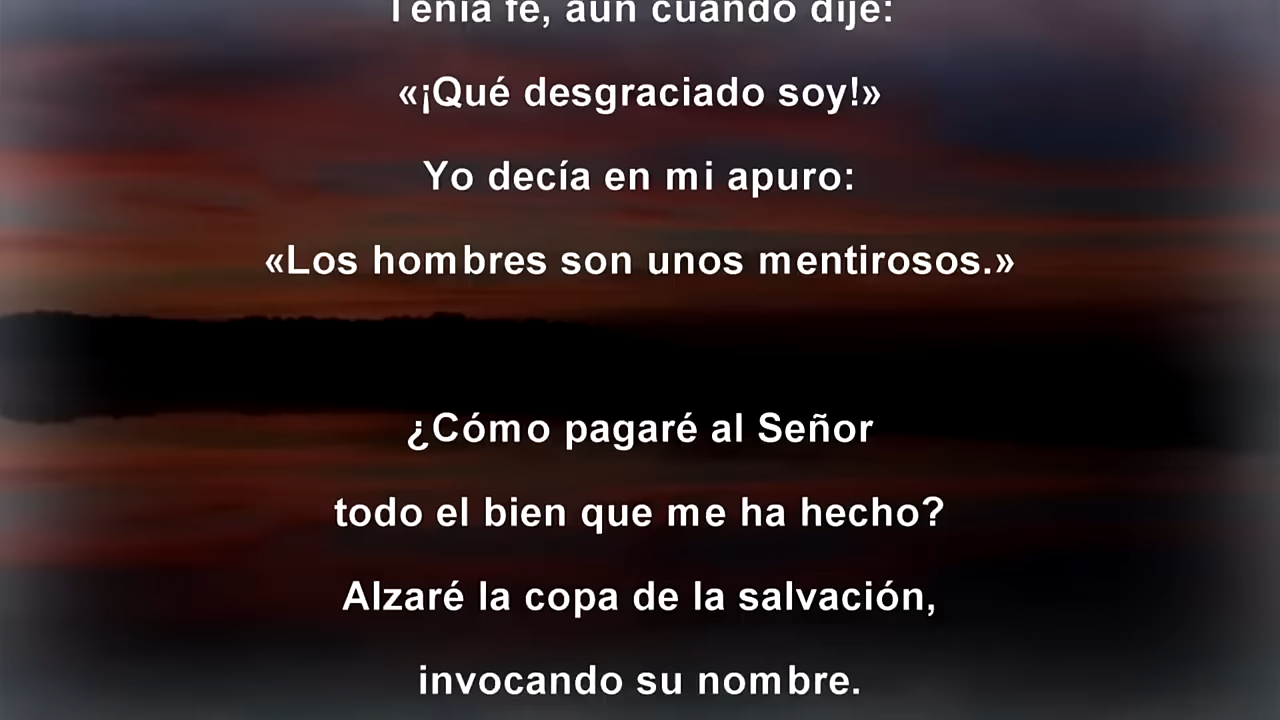 Tenía fe, aun cuando dije:
«¡Qué desgraciado soy!»
Yo decía en mi apuro:
«Los hombres son unos mentirosos.»
¿Cómo pagaré al Señor
todo el bien que me ha hecho?
Alzaré la copa de la salvación,
invocando su nombre.